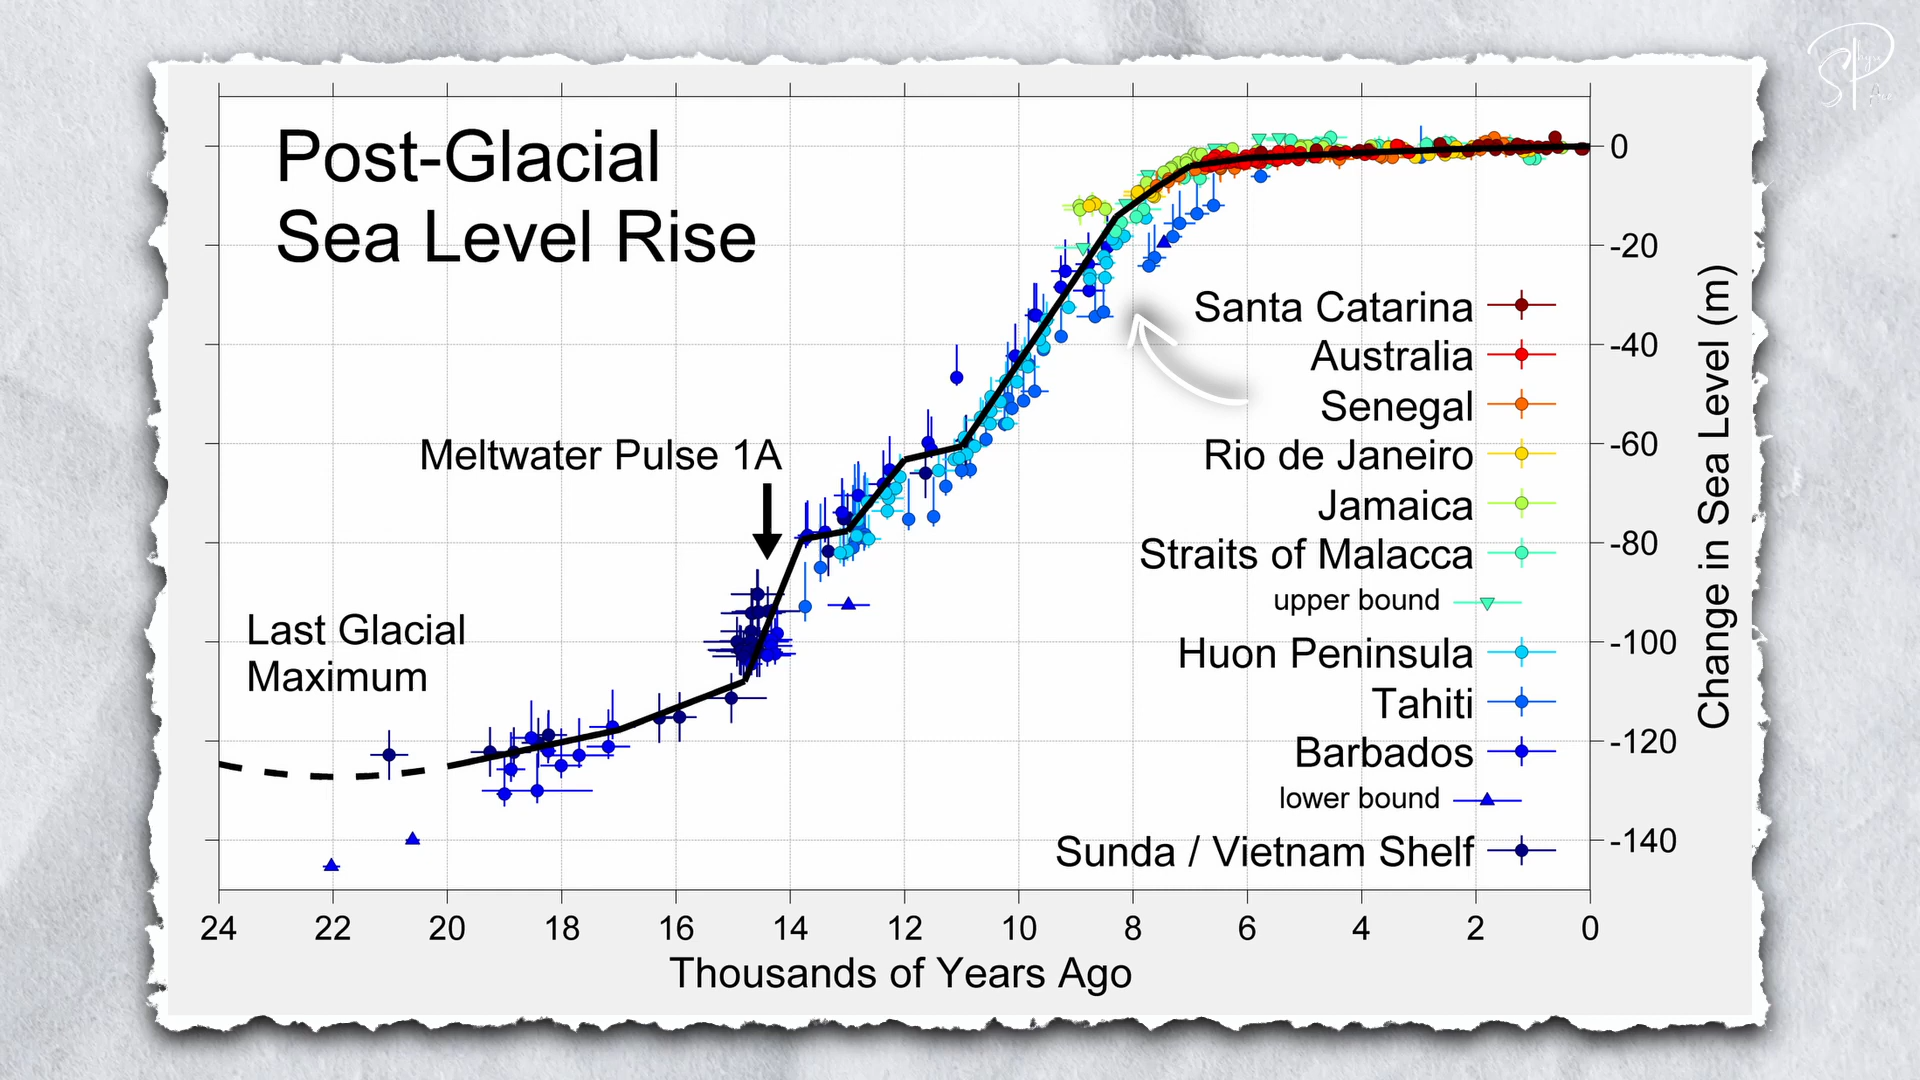 Post-Glacial
Sea Level Rise
Meltwater Pulse 1A
Last Glacial
Maximum
Santa Catarina
Australia
Senegal
Rio de Janeiro
Jamaica
Straits of Malacca
upper bound
Huon Peninsula
Tahiti
Barbados
lower bound
Sunda / Vietnam Shelf
0
-20
-40
-60
-80
-100
-120
-140
Change in Sea Level (m)
24 22 20 18 16 14 12 10 8 6 4 2 0
Thousands of Years Ago